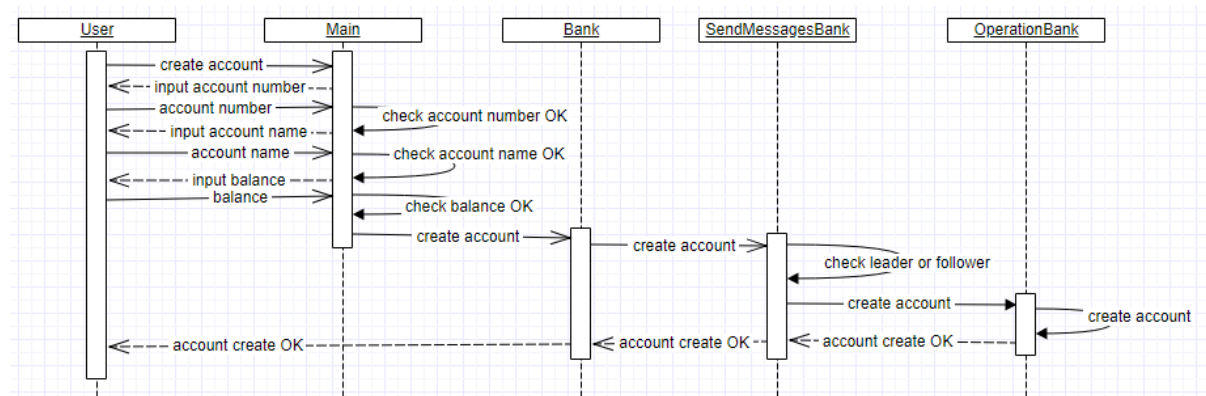 User
Main
Bank
SendMessagesBank
OperationBank
create account
input account number
account number
check account number OK
input account name
account name
check account name OK
input balance
balance
check balance OK
create account
create account
check leader or follower
create account
create account
account create OK
account create OK
account create OK